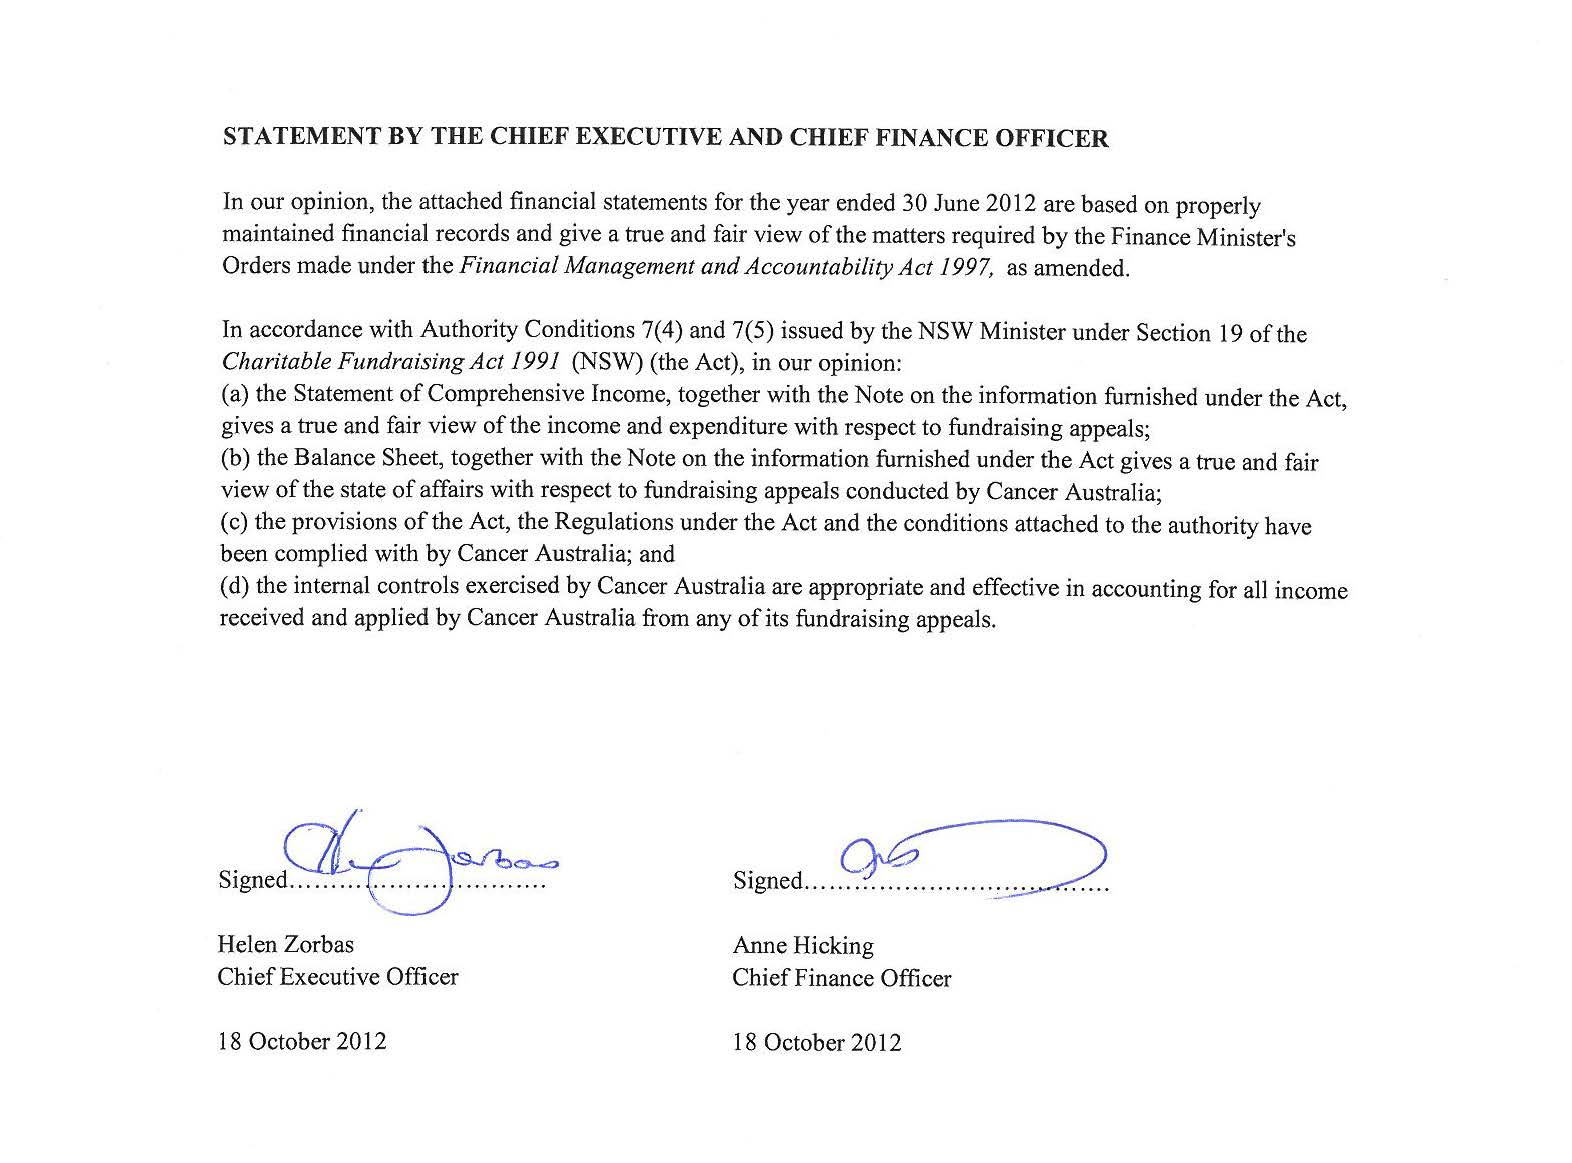 STATEMENT BY THE CHIEF EXECUTIVE AND CHIEF FINANCE OFFICER
In our opinion, the attached financial statements for the year ended 30 June 2012 are based on properly
maintained financial records and give a true and fair view of the matters required by the Finance Minister's
Orders made under the Financial Management and Accountability Act 1997, as amended.
In accordance with Authority Conditions 7(4) and 7(5) issued by the NSW Minister under Section 19 of the
Charitable Fundraising Act 1991 (NSW) (the Act), in our opinion:
(a) the Statement of Comprehensive Income, together with the Note on the information furnished under the Act,
gives a true and fair view of the income and expenditure with respect to fundraising appeals;
(b) the Balance Sheet, together with the Note on the information furnished under the Act gives a true and fair
view of the state of affairs with respect to fundraising appeals conducted by Cancer Australia;
(c) the provisions of the Act, the Regulations under the Act and the conditions attached to the authority have
been complied with by Cancer Australia; and
(d) the internal controls exercised by Cancer Australia are appropriate and effective in accounting for all income
received and applied by Cancer Australia from any of its fundraising appeals.
Signed.................................. Signed........................................
Helen Zorbas Anne Hicking
Chief Executive Officer Chief Finance Officer
18 October 2012 18 October 2012